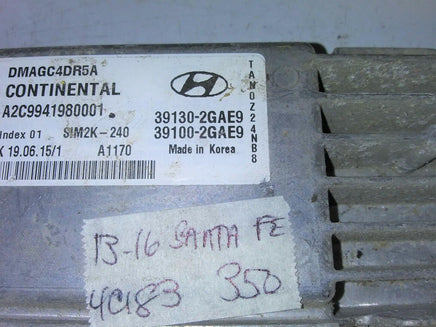 DMAGC4DR5A
CONTINENTAL
A2C9941980001
Index 01 SIM2K-240
K 19.06.15/1 A1170
39130-2GAE9
39100-2GAE9
Made in Korea
TANOZ24NB8
13-16 SANTA FE
4C183 350